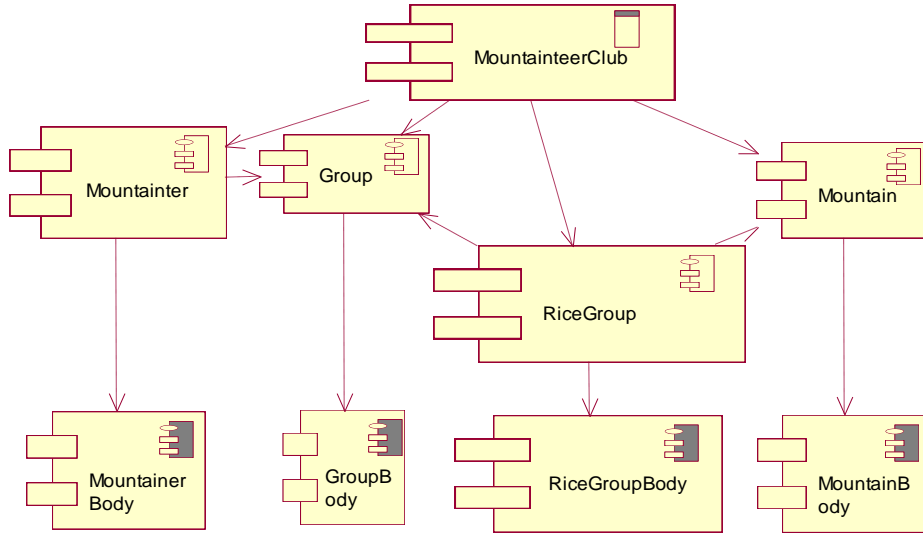 MountainteerClub
Mountainter
Group
Mountain
RiceGroup
Mountainer
Body
GroupB
ody
RiceGroupBody
MountainB
ody